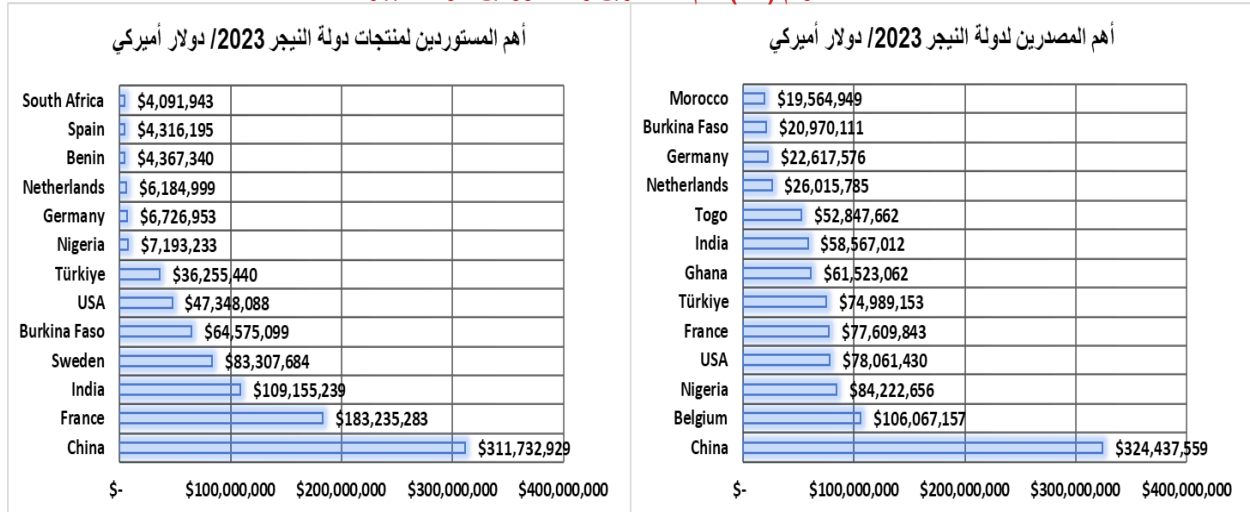 أهم المستوردين لمنتجات دولة النيجر 2023/ دولار أميركي
South Africa $4,091,943
Spain $4,316,195
Benin $4,367,340
Netherlands $6,184,999
Germany $6,726,953
Nigeria $7,193,233
Türkiye $36,255,440
USA $47,348,088
Burkina Faso $64,575,099
Sweden $83,307,684
India $109,155,239
France $183,235,283
China $311,732,929
$- $100,000,000 $200,000,000 $300,000,000 $400,000,000
أهم المصدرين لدولة النيجر 2023/ دولار أميركي
Morocco $19,564,949
Burkina Faso $20,970,111
Germany $22,617,576
Netherlands $26,015,785
Togo $52,847,662
India $58,567,012
Ghana $61,523,062
Türkiye $74,989,153
France $77,609,843
USA $78,061,430
Nigeria $84,222,656
Belgium $106,067,157
China $324,437,559
$- $100,000,000 $200,000,000 $300,000,000 $400,000,000